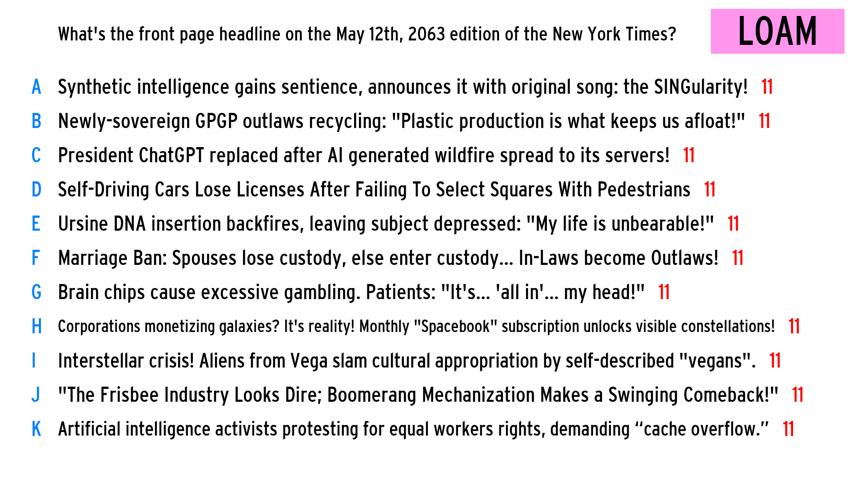 What's the front page headline on the May 12th, 2063 edition of the New York Times? LOAM
A Synthetic intelligence gains sentience, announces it with original song: the SINGularity! 11
B Newly-sovereign GPGP outlaws recycling: "Plastic production is what keeps us afloat!" 11
C President ChatGPT replaced after AI generated wildfire spread to its servers! 11
D Self-Driving Cars Lose Licenses After Failing To Select Squares With Pedestrians 11
E Ursine DNA insertion backfires, leaving subject depressed: "My life is unbearable!" 11
F Marriage Ban: Spouses lose custody, else enter custody... In-Laws become Outlaws! 11
G Brain chips cause excessive gambling. Patients: "It's... 'all in'... my head!" 11
H Corporations monetizing galaxies? It's reality! Monthly "Spacebook" subscription unlocks visible constellations! 11
I Interstellar crisis! Aliens from Vega slam cultural appropriation by self-described "vegans". 11
J "The Frisbee Industry Looks Dire; Boomerang Mechanization Makes a Swinging Comeback!" 11
K Artificial intelligence activists protesting for equal workers rights, demanding “cache overflow.” 11